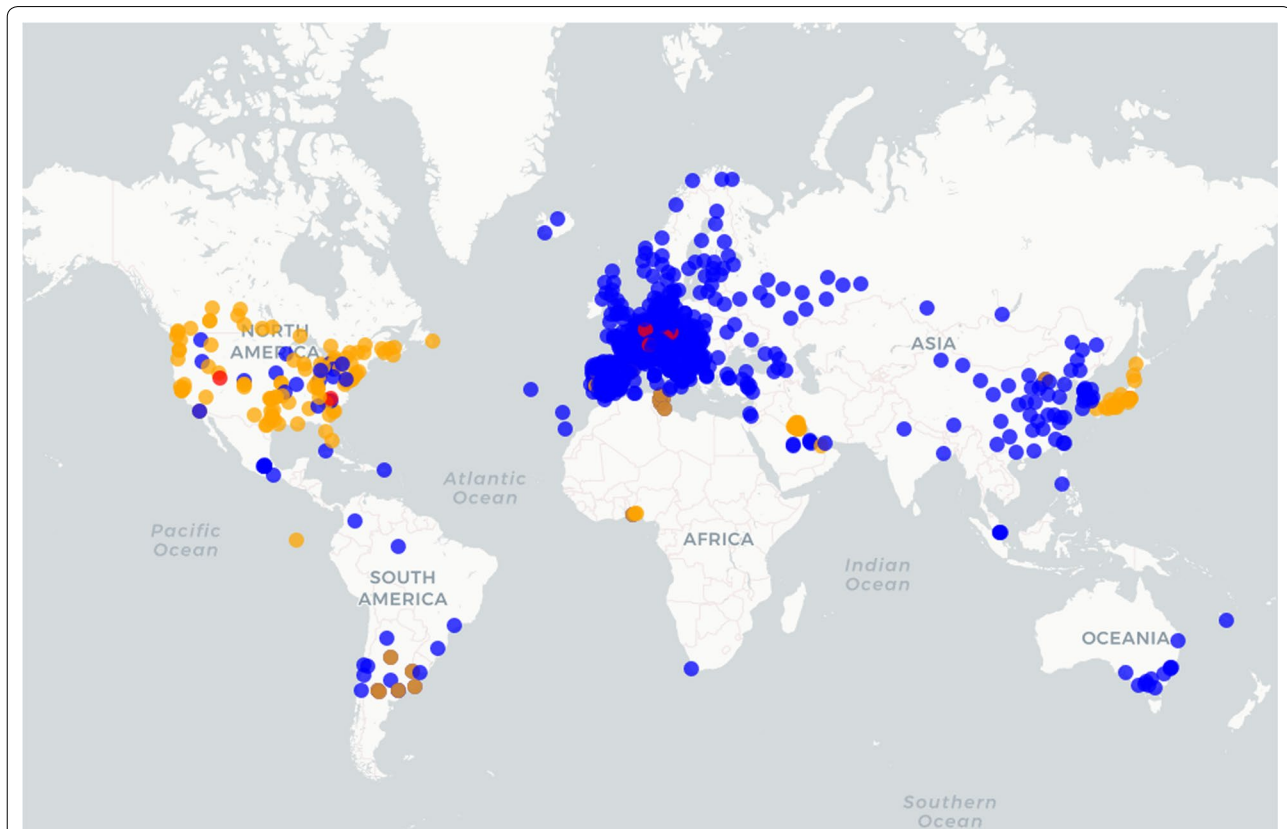 NORTH
AMERICA
ASIA
Atlantic
Ocean
Pacific
Ocean
AFRICA
Indian
Ocean
SOUTH
AMERICA
OCEANIA
Southern
Ocean